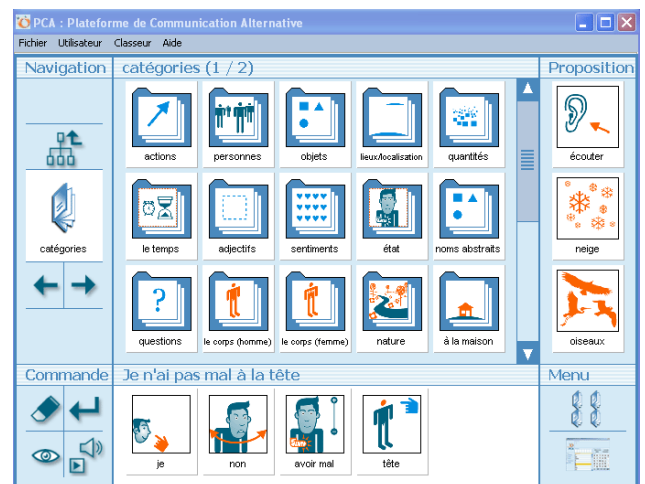 PCA : Plateforme de Communication Alternative
Fichier Utilisateur Classeur Aide
Navigation
catégories (1 / 2)
Proposition
actions personnes objets lieux/localisation quantités
écouter
catégories
le temps adjectifs sentiments état noms abstraits
neige
?
questions le corps (homme) le corps (femme) nature à la maison
oiseaux
Commande
Je n'ai pas mal à la tête
Menu
je non avoir mal tête